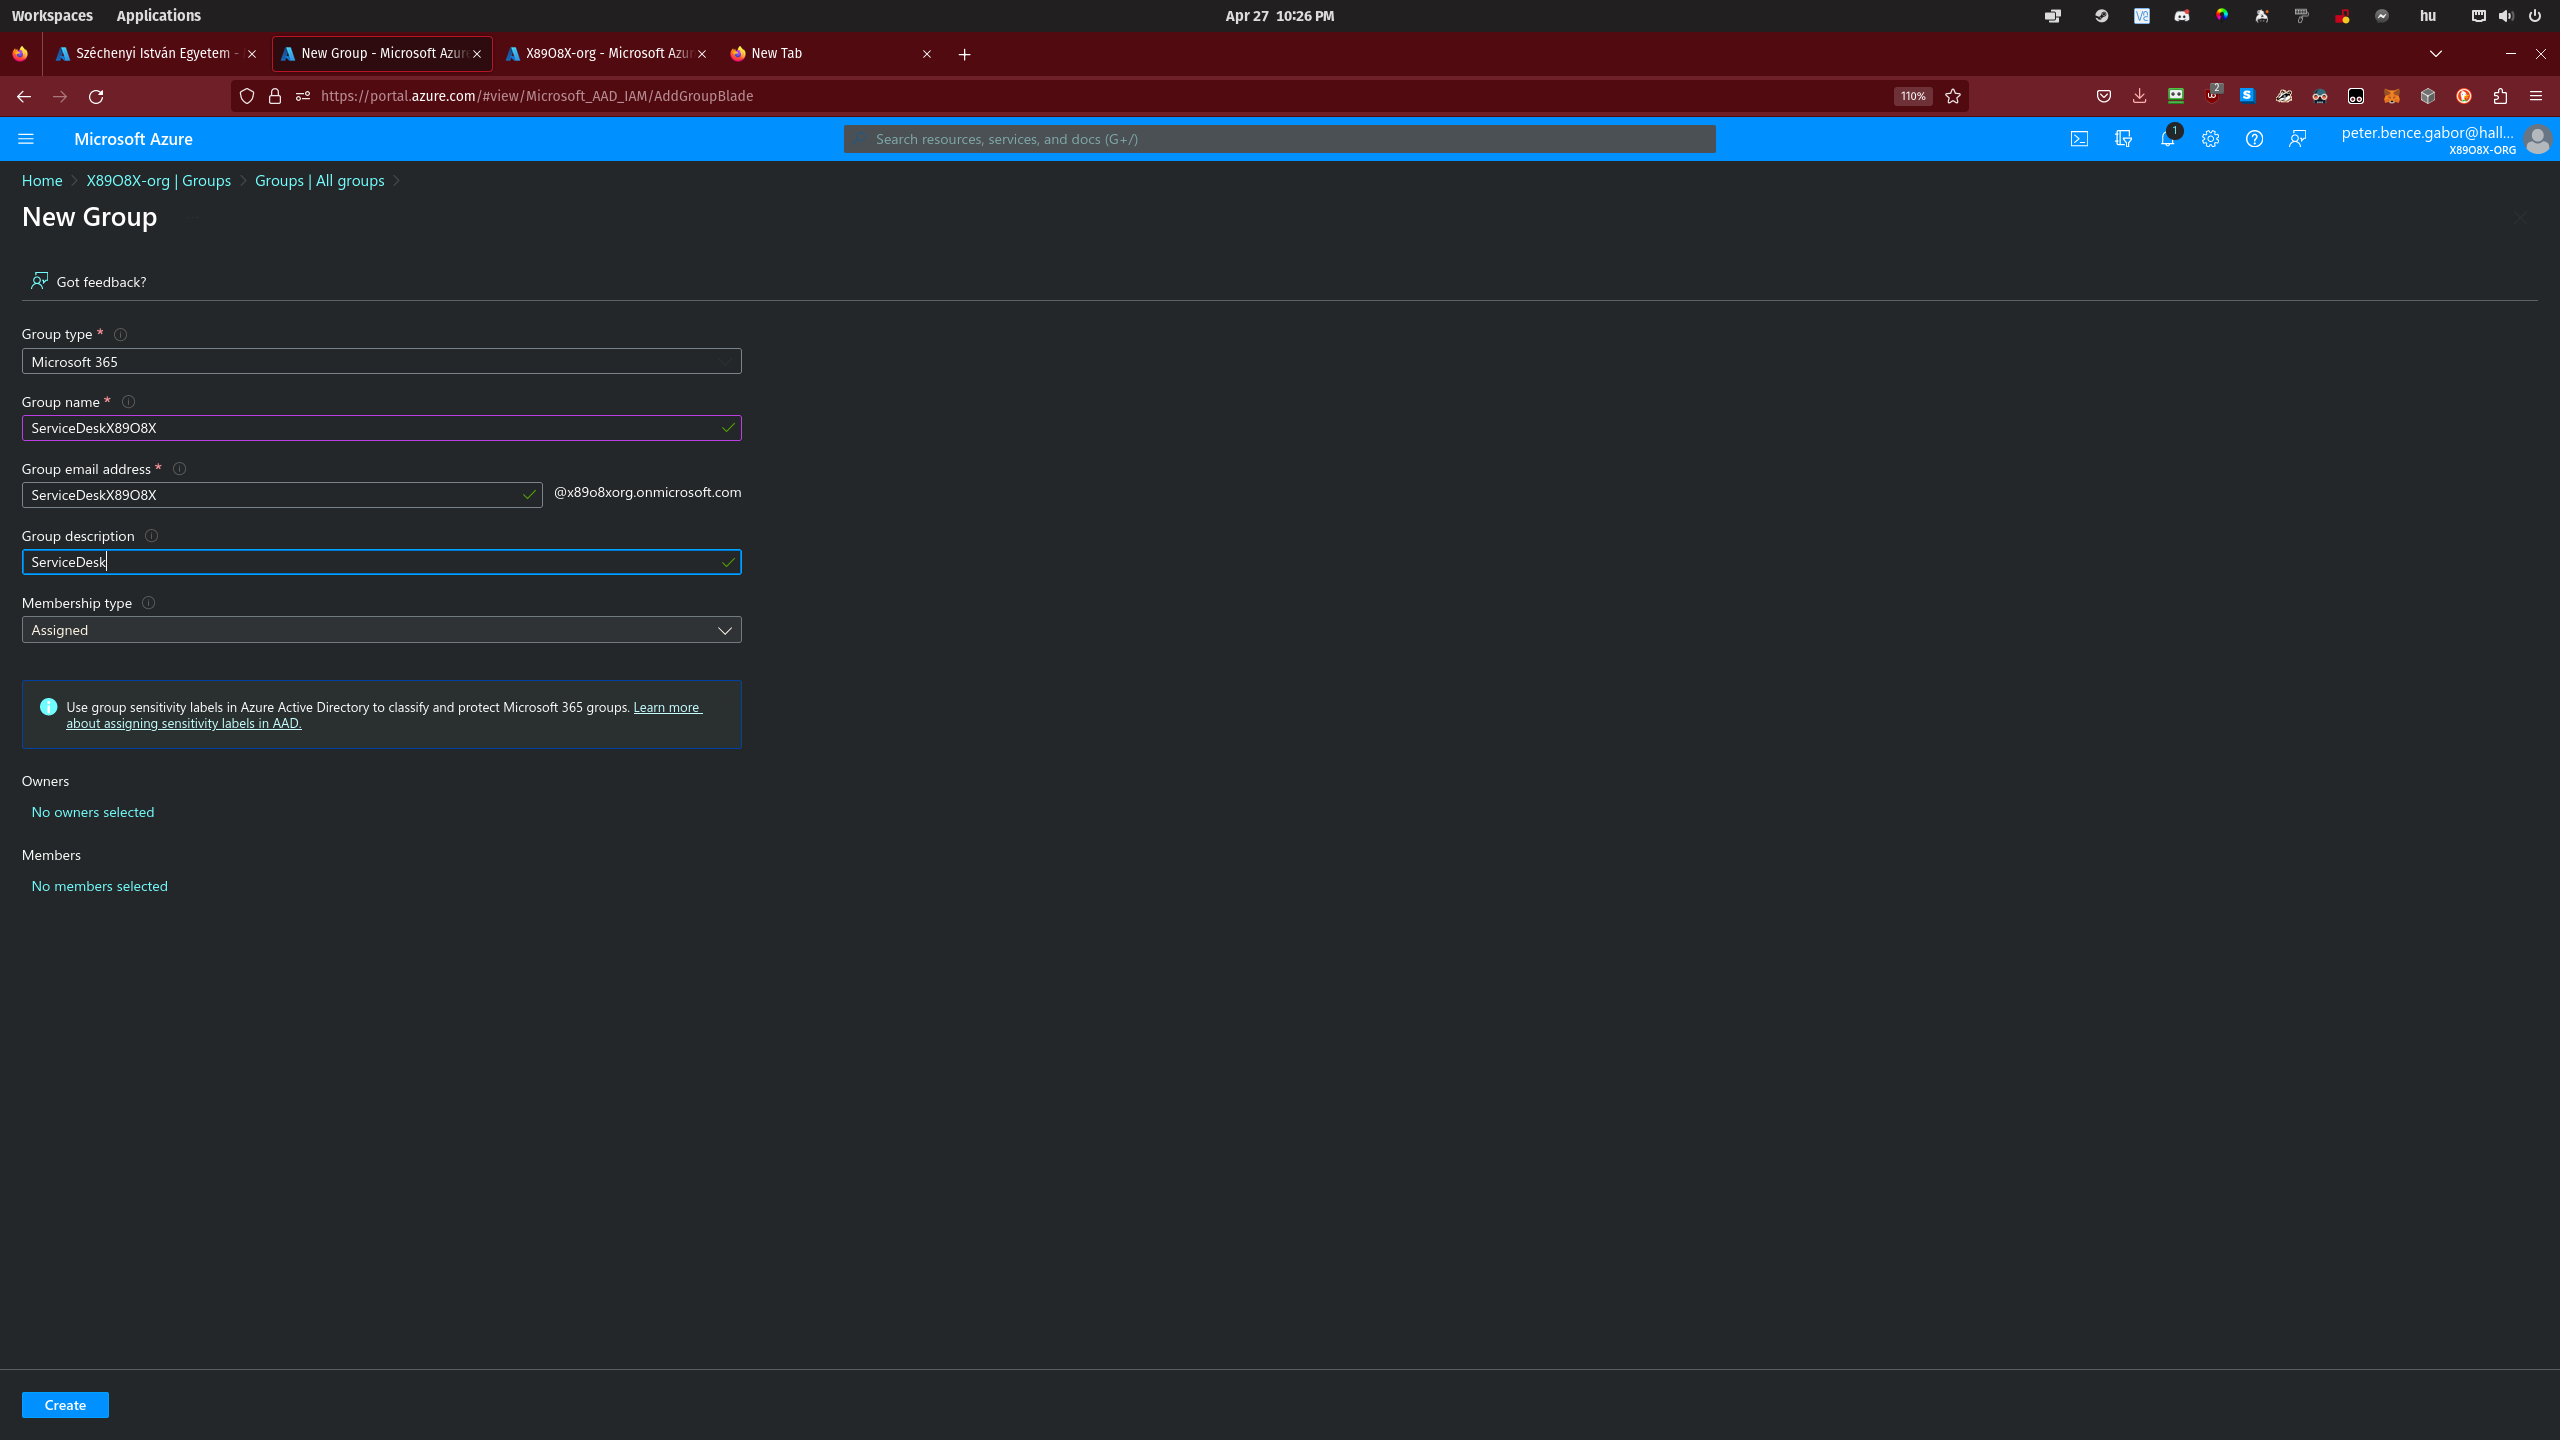 Workspaces Applications Apr 27 10:26 PM hu
Széchenyi István Egyetem - New Group - Microsoft Azur X89O8X-org - Microsoft Azur New Tab
https://portal.azure.com/#view/Microsoft_AAD_IAM/AddGroupBlade 110% 2
Microsoft Azure Search resources, services, and docs (G+/) 1 peter.bence.gabor@hall...
X89O8X-ORG
Home X89O8X-org | Groups Groups | All groups
New Group
Got feedback?
Group type *
Microsoft 365
Group name *
ServiceDeskX89O8X
Group email address *
ServiceDeskX89O8X @x89o8xorg.onmicrosoft.com
Group description
ServiceDesk
Membership type
Assigned
Use group sensitivity labels in Azure Active Directory to classify and protect Microsoft 365 groups. Learn more
about assigning sensitivity labels in AAD.
Owners
No owners selected
Members
No members selected
Create